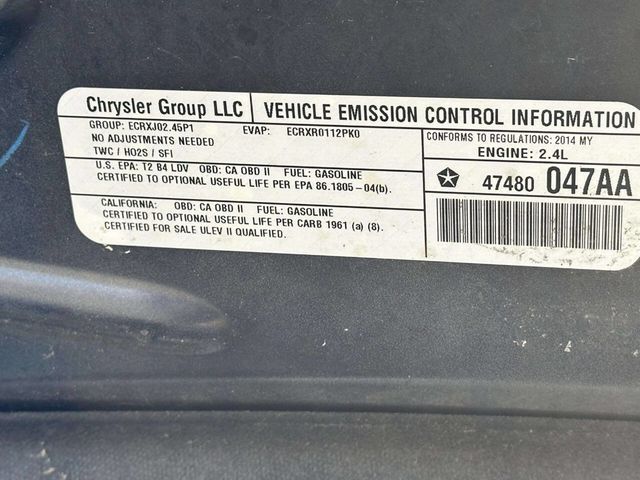 Chrysler Group LLC
VEHICLE EMISSION CONTROL INFORMATION
GROUP: ECRXJ02.45P1 EVAP: ECRXR0112PK0
NO ADJUSTMENTS NEEDED
TWC / HO2S / SFI
CONFORMS TO REGULATIONS: 2014 MY
ENGINE: 2.4L
U.S. EPA: T2 B4 LDV OBD: CA OBD II FUEL: GASOLINE
CERTIFIED TO OPTIONAL USEFUL LIFE PER EPA 86.1805-04(b).
47480 047AA
CALIFORNIA: OBD: CA OBD II FUEL: GASOLINE
CERTIFIED TO OPTIONAL USEFUL LIFE PER CARB 1961 (a) (8).
CERTIFIED FOR SALE ULEV II QUALIFIED.